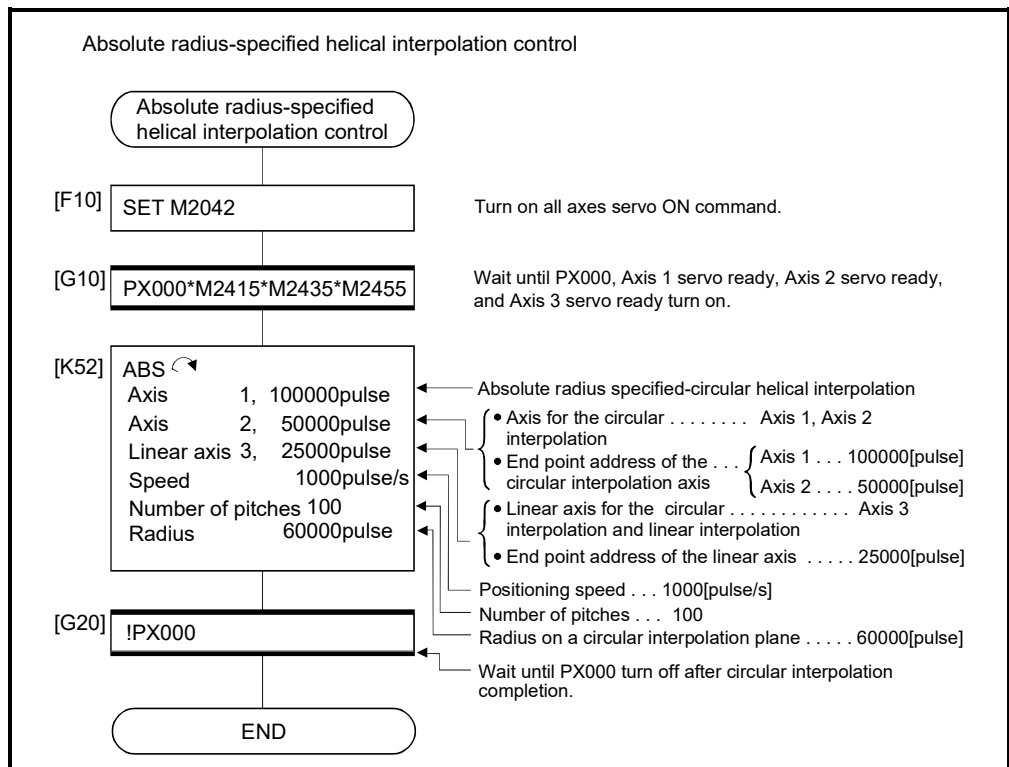 Absolute radius-specified helical interpolation control
Absolute radius-specified
helical interpolation control
[F10] SET M2042
Turn on all axes servo ON command.
[G10] PX000*M2415*M2435*M2455
Wait until PX000, Axis 1 servo ready, Axis 2 servo ready,
and Axis 3 servo ready turn on.
[K52] ABS
Axis 1, 100000pulse
Axis 2, 50000pulse
Linear axis 3, 25000pulse
Speed 1000pulse/s
Number of pitches 100
Radius 60000pulse
Absolute radius specified-circular helical interpolation
• Axis for the circular . . . . . . . . Axis 1, Axis 2
interpolation
• End point address of the . . .
circular interpolation axis
Axis 1 . . . 100000[pulse]
Axis 2 . . . . 50000[pulse]
• Linear axis for the circular . . . . . . . . . . . . Axis 3
interpolation and linear interpolation
• End point address of the linear axis . . . . . 25000[pulse]
Positioning speed . . . 1000[pulse/s]
Number of pitches . . . 100
Radius on a circular interpolation plane . . . . . 60000[pulse]
[G20] !PX000
Wait until PX000 turn off after circular interpolation
completion.
END